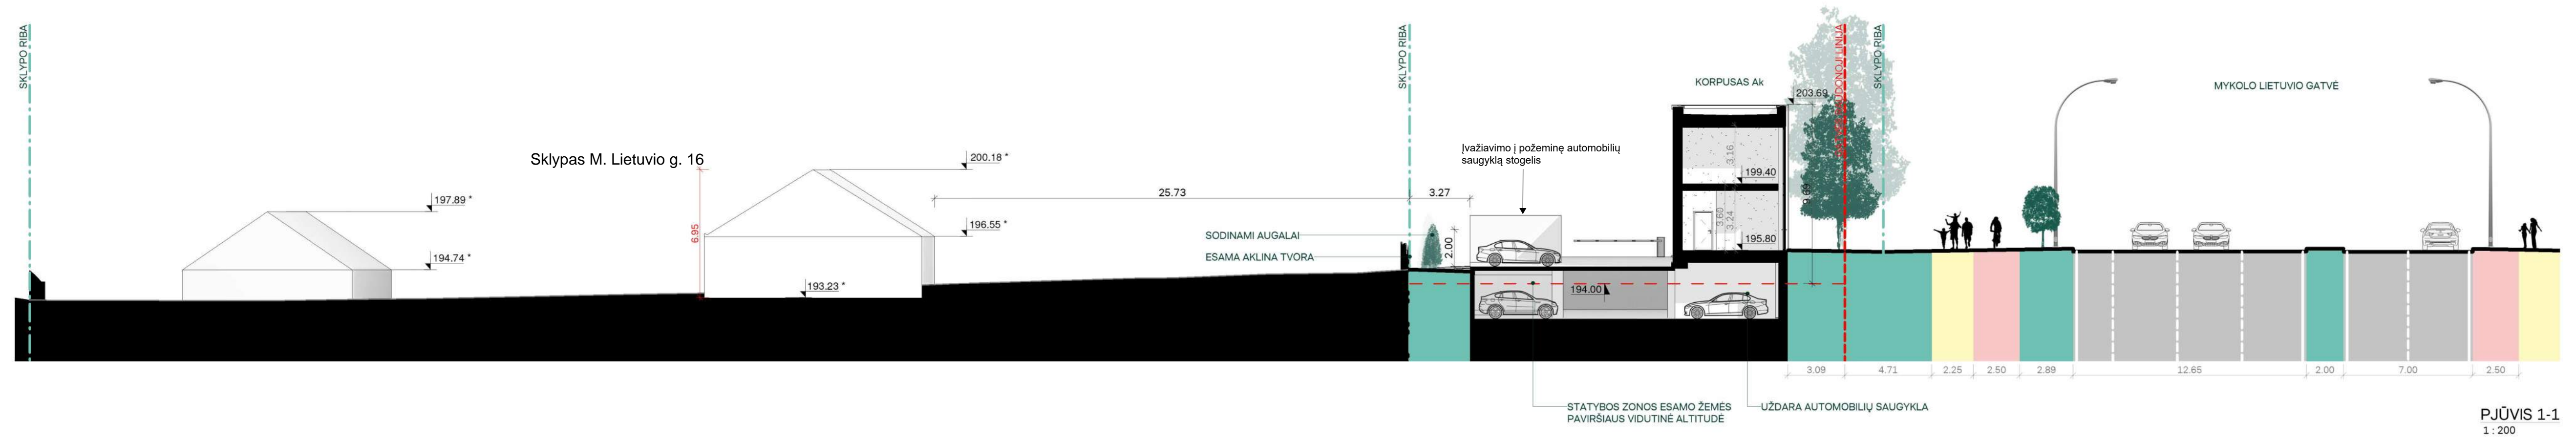 SKLYPO RIBA
197.89 *
194.74 *
Sklypas M. Lietuvio g. 16
6.95
200.18 *
196.55 *
193.23 *
25.73
SKLYPO RIBA
3.27
SODINAMI AUGALAI
ESAMA AKLINA TVORA
2.00
Įvažiavimo į požeminę automobilių
saugyklą stogelis
KORPUSAS Ak
203.69
3.16
199.40
3.60
3.24
195.80
194.00
SKLYPO RIBA
MYKOLO LIETUVIO GATVĖ
3.09
4.71
2.25
2.50
2.89
12.65
2.00
7.00
2.50
STATYBOS ZONOS ESAMO ŽEMĖS
PAVIRŠIAUS VIDUTINĖ ALTITUDĖ
UŽDARA AUTOMOBILIŲ SAUGYKLA
PJŪVIS 1-1
1 : 200